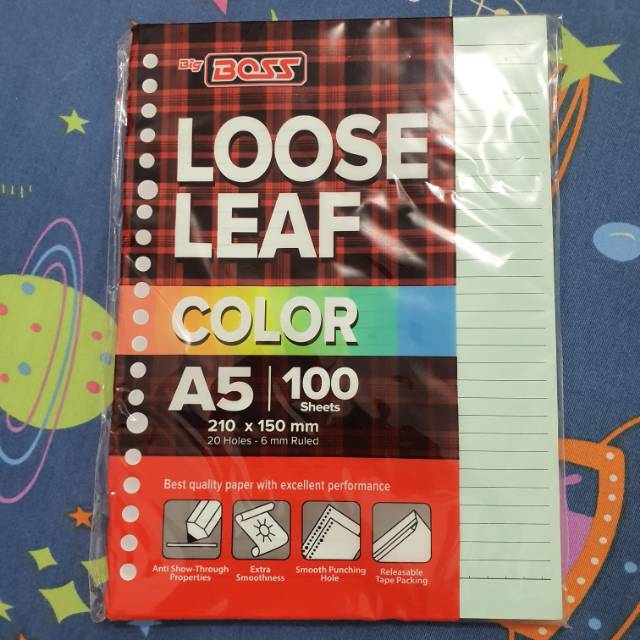 Big BOSS
LOOSE
LEAF
COLOR
A5 | 100
Sheets
210 x 150 mm
20 Holes - 6 mm Ruled
Best quality paper with excellent performance
Anti Show-Through
Properties
Extra
Smoothness
Smooth Punching
Hole
Releasable
Tape Packing